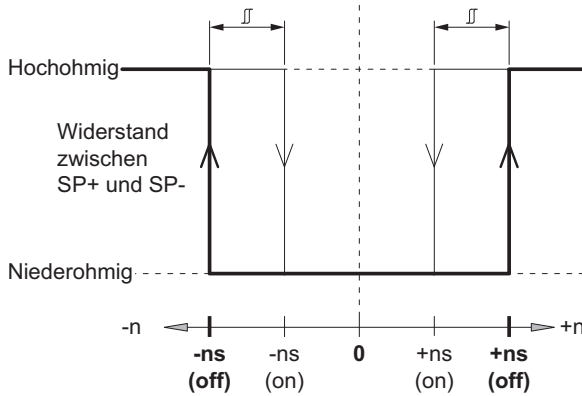 Hochohmig
Widerstand
zwischen
SP+ und SP-
Niederohmig
-n
+n
-ns
(off)
-ns
(on)
0
+ns
(on)
+ns
(off)